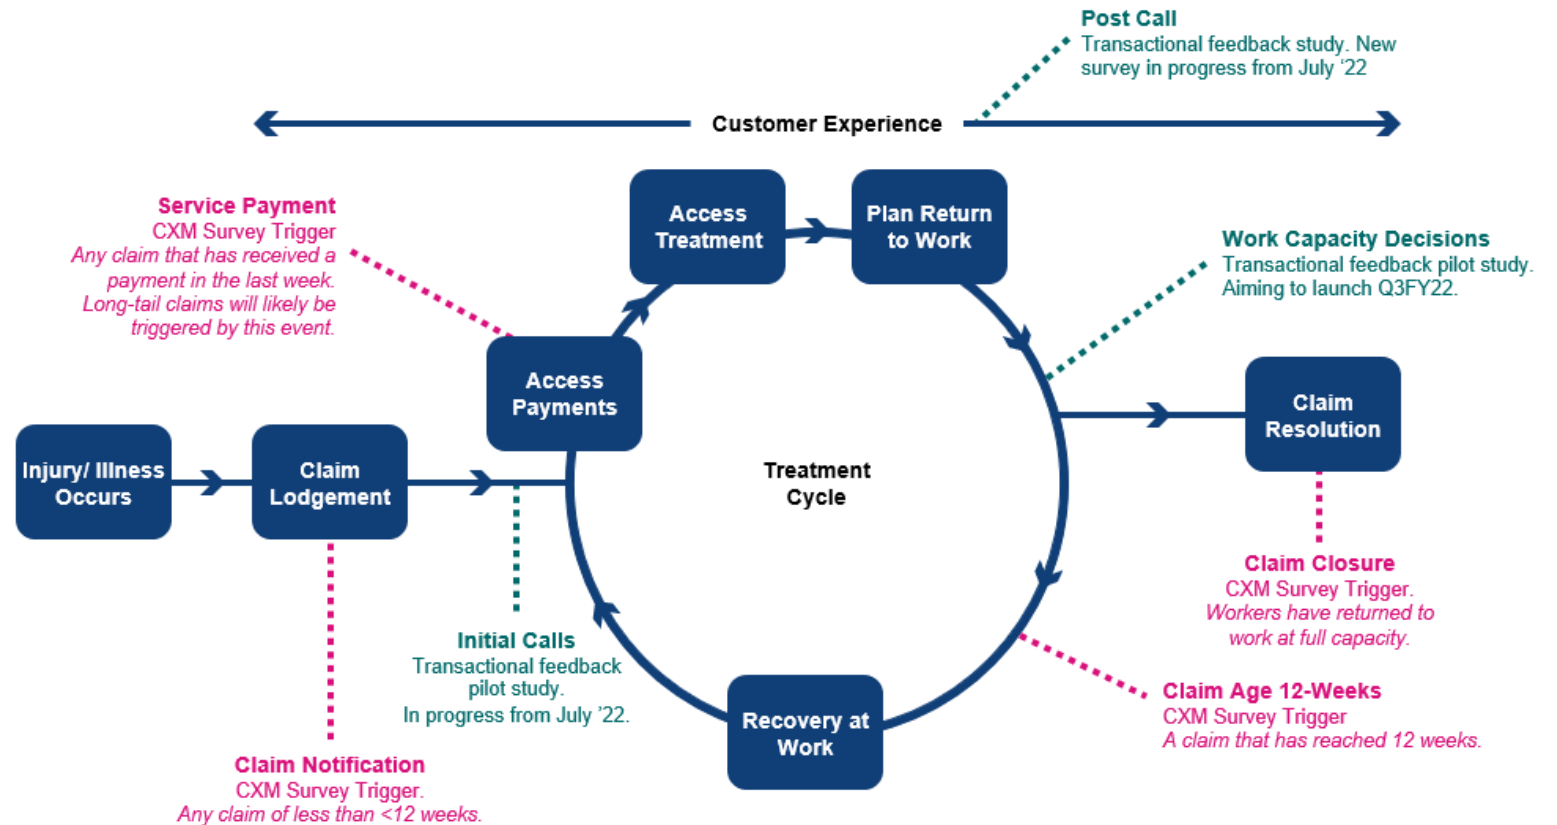 Post Call
Transactional feedback study. New
survey in progress from July ‘22
Customer Experience
Service Payment
CXM Survey Trigger
Any claim that has received a
payment in the last week.
Long-tail claims will likely be
triggered by this event.
Access
Treatment
Plan Return
to Work
Work Capacity Decisions
Transactional feedback pilot study.
Aiming to launch Q3FY22.
Access
Payments
Claim
Resolution
Injury/ Illness
Occurs
Claim
Lodgement
Treatment
Cycle
Claim Closure
CXM Survey Trigger.
Workers have returned to
work at full capacity.
Initial Calls
Transactional feedback
pilot study.
In progress from July ’22.
Recovery at
Work
Claim Age 12-Weeks
CXM Survey Trigger
A claim that has reached 12 weeks.
Claim Notification
CXM Survey Trigger.
Any claim of less than <12 weeks.